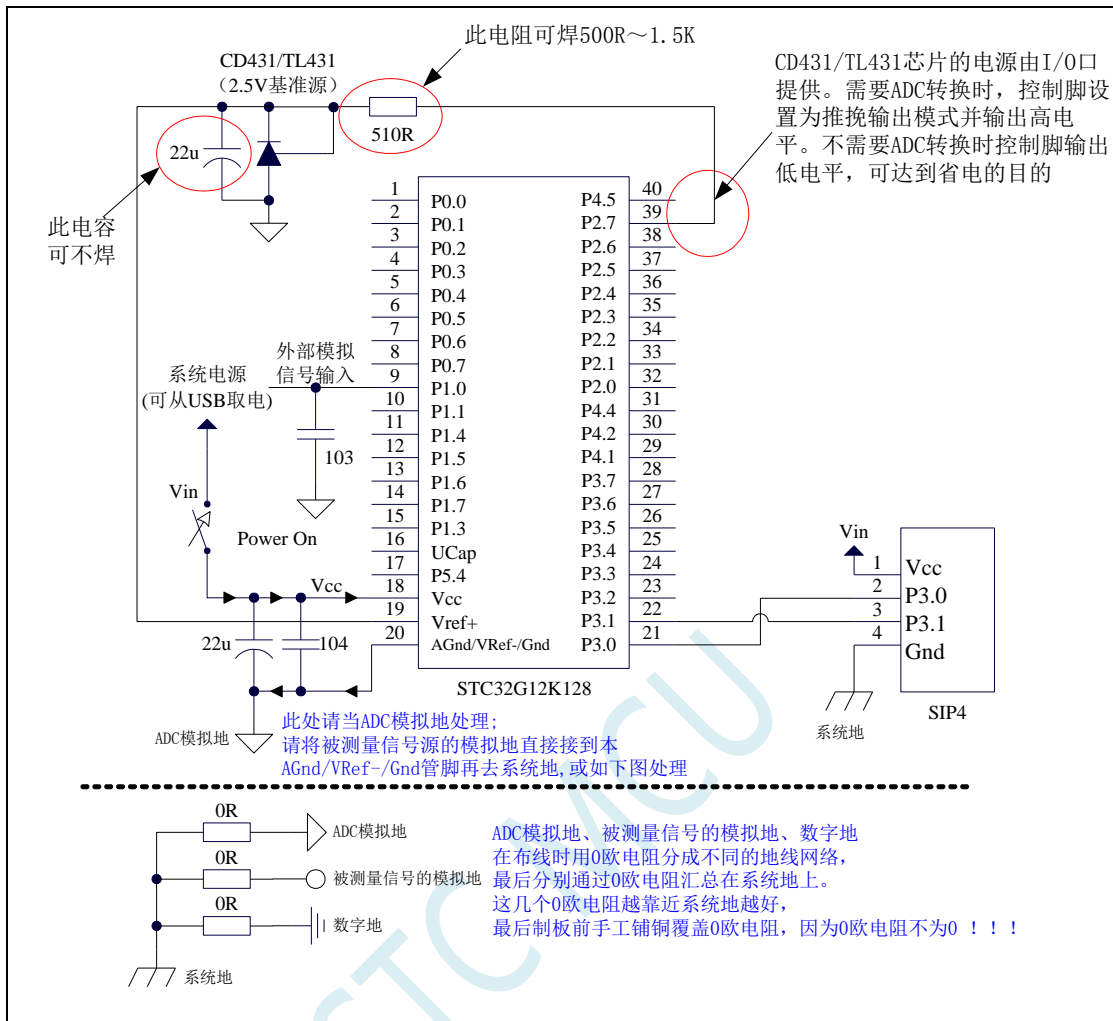 此电阻可焊500R～1.5K
CD431/TL431
（2.5V基准源）
510R
22u
此电容
可不焊
CD431/TL431芯片的电源由I/O口
提供。需要ADC转换时，控制脚设
置为推挽输出模式并输出高电
平。不需要ADC转换时控制脚输出
低电平，可达到省电的目的
1 P0.0 P4.5 40
2 P0.1 P2.7 39
3 P0.2 P2.6 38
4 P0.3 P2.5 37
5 P0.4 P2.4 36
6 P0.5 P2.3 35
7 P0.6 P2.2 34
8 P0.7 P2.1 33
9 P1.0 P2.0 32
10 P1.1 P4.4 31
11 P1.4 P4.2 30
12 P1.5 P4.1 29
13 P1.6 P3.7 28
14 P1.7 P3.6 27
15 P1.3 P3.5 26
16 UCap P3.4 25
17 P5.4 P3.3 24
18 Vcc P3.2 23
19 Vref+ P3.1 22
20 AGnd/VRef-/Gnd P3.0 21
STC32G12K128
外部模拟
信号输入
103
系统电源
(可从USB取电)
Vin
Power On
Vcc
22u
104
ADC模拟地
Vin
1 Vcc
2 P3.0
3 P3.1
4 Gnd
SIP4
系统地
此处请当ADC模拟地处理;
请将被测量信号源的模拟地直接接到本
AGnd/VRef-/Gnd管脚再去系统地,或如下图处理
0R
ADC模拟地
0R
被测量信号的模拟地
0R
数字地
系统地
ADC模拟地、被测量信号的模拟地、数字地
在布线时用0欧电阻分成不同的地线网络，
最后分别通过0欧电阻汇总在系统地上。
这几个0欧电阻越靠近系统地越好，
最后制板前手工铺铜覆盖0欧电阻，因为0欧电阻不为0 ！！！
STC MCU